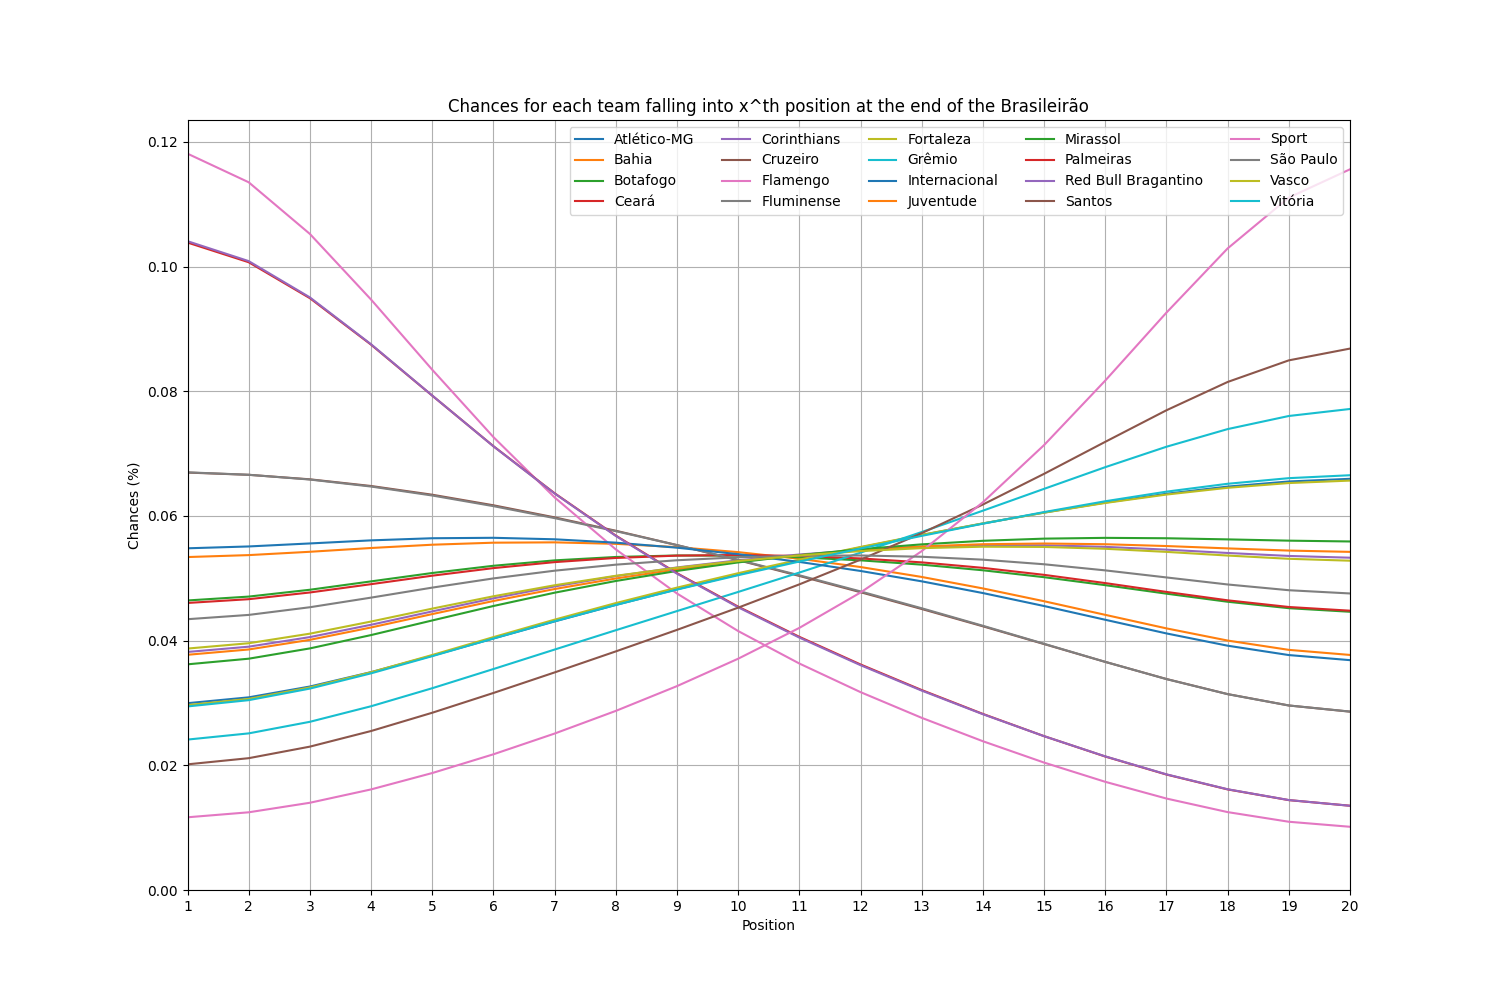 Chances for each team falling into x^th position at the end of the Brasileirão
Atlético-MG
Bahia
Botafogo
Ceará
Corinthians
Cruzeiro
Flamengo
Fluminense
Fortaleza
Grêmio
Internacional
Juventude
Mirassol
Palmeiras
Red Bull Bragantino
Santos
Sport
São Paulo
Vasco
Vitória
Chances (%)
0.12
0.10
0.08
0.06
0.04
0.02
0.00
1 2 3 4 5 6 7 8 9 10 11 12 13 14 15 16 17 18 19 20
Position